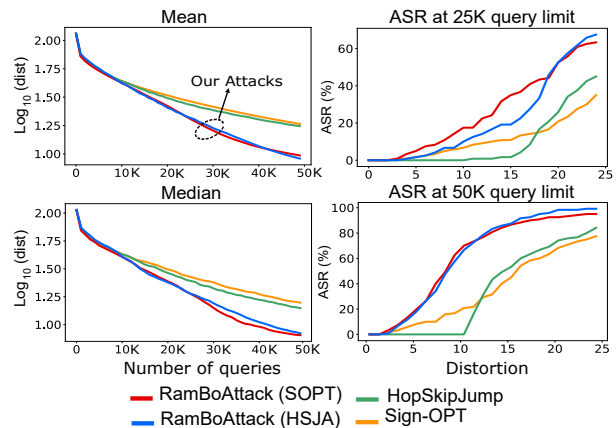 Mean
Log10 (dist)
2.00
1.75
1.50
1.25
1.00
Our Attacks
0
10K
20K
30K
40K
50K
ASR at 25K query limit
ASR (%)
60
40
20
0
0
5
10
15
20
25
Median
Log10 (dist)
2.00
1.75
1.50
1.25
1.00
0
10K
20K
30K
40K
50K
Number of queries
ASR at 50K query limit
ASR (%)
100
80
60
40
20
0
0
5
10
15
20
25
Distortion
RamBoAttack (SOPT)
RamBoAttack (HSJA)
HopSkipJump
Sign-OPT